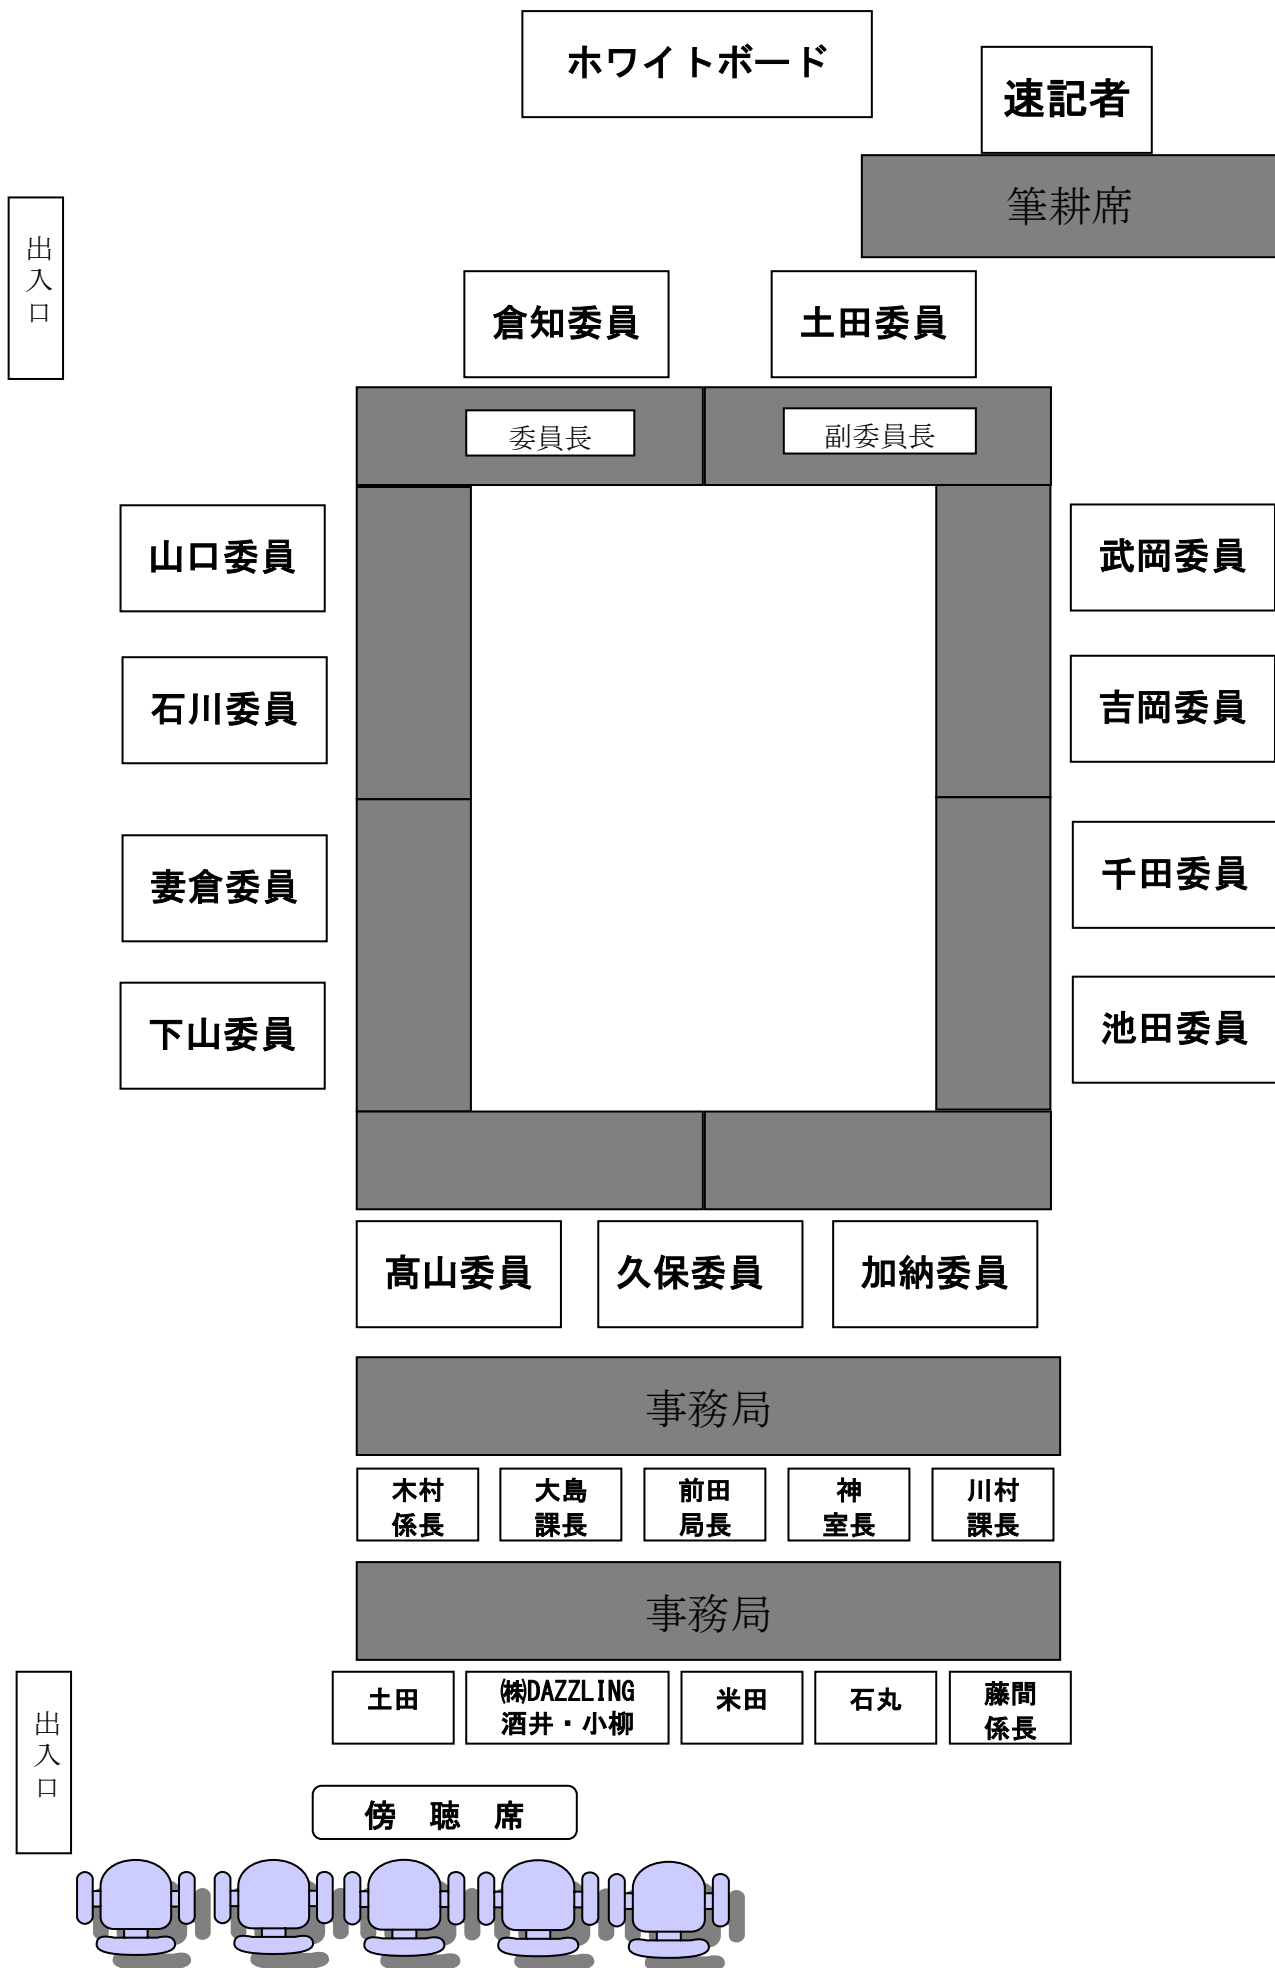 ホワイトボード
速記者
筆耕席
出入口
倉知委員
土田委員
委員長
副委員長
山口委員
武岡委員
石川委員
吉岡委員
妻倉委員
千田委員
下山委員
池田委員
髙山委員
久保委員
加納委員
事務局
木村
係長
大島
課長
前田
局長
神
室長
川村
課長
事務局
土田
㈱DAZZLING
酒井・小柳
米田
石丸
藤間
係長
出入口
傍　聴　席